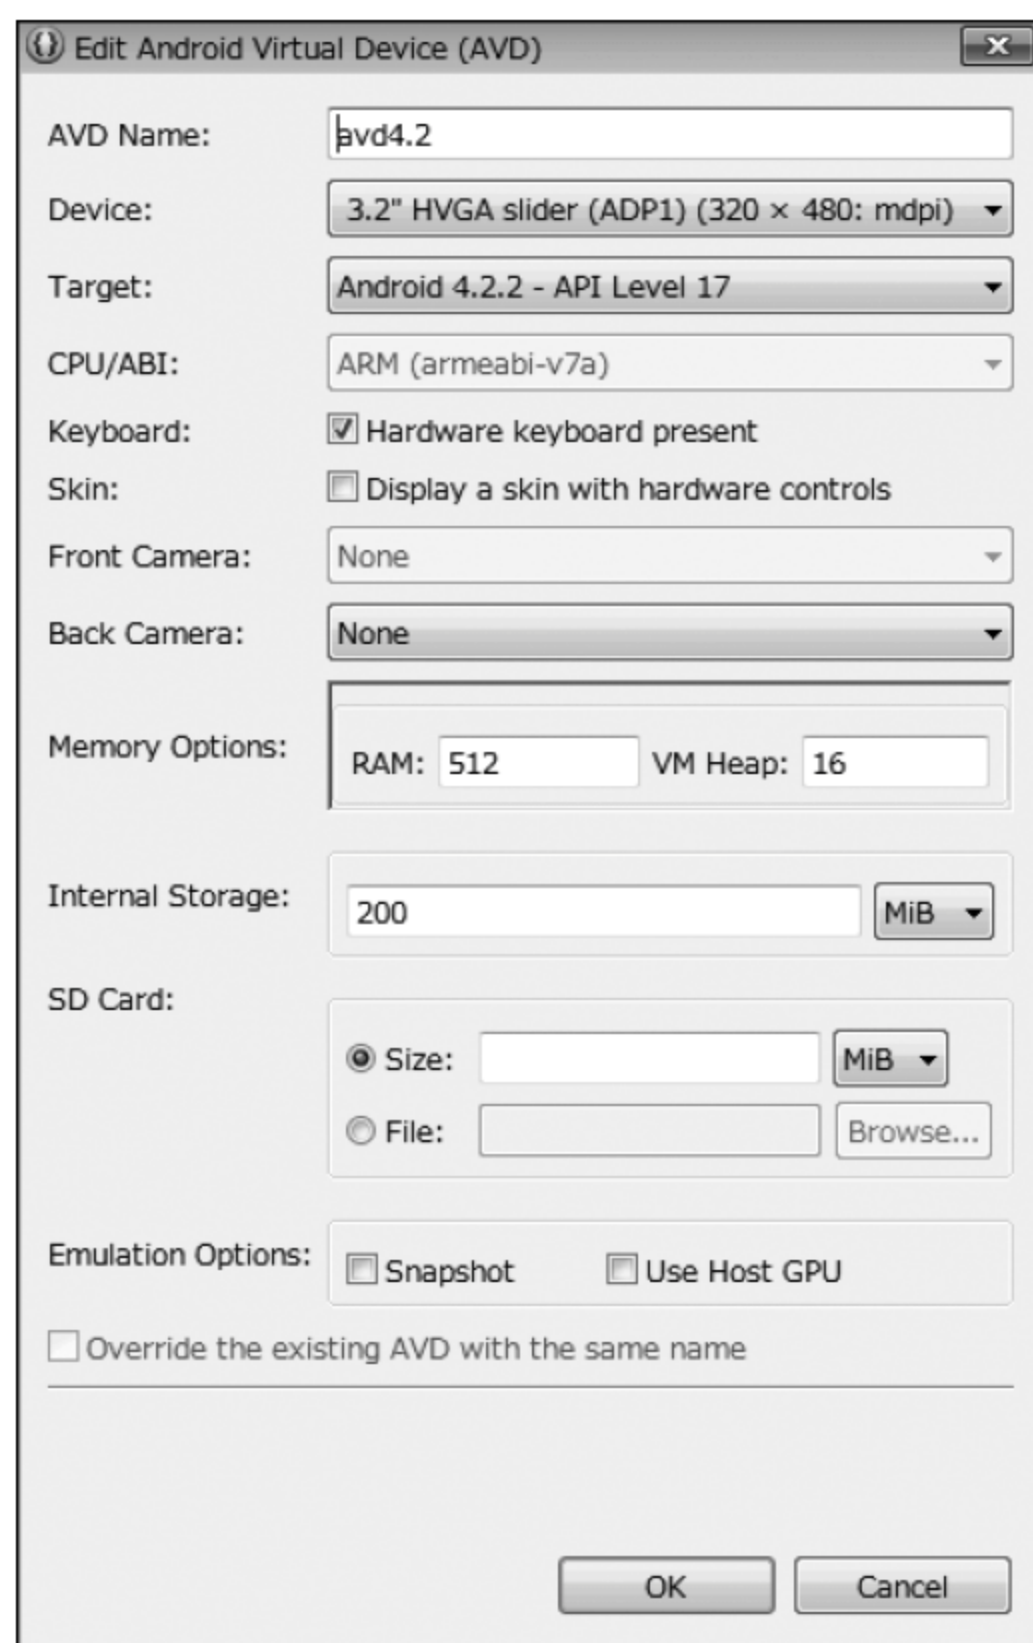 Edit Android Virtual Device (AVD)
AVD Name: avd4.2
Device: 3.2" HVGA slider (ADP1) (320 × 480: mdpi)
Target: Android 4.2.2 - API Level 17
CPU/ABI: ARM (armeabi-v7a)
Keyboard: Hardware keyboard present
Skin: Display a skin with hardware controls
Front Camera: None
Back Camera: None
Memory Options: RAM: 512 VM Heap: 16
Internal Storage: 200 MiB
SD Card:
Size: MiB
File: Browse...
Emulation Options: Snapshot Use Host GPU
Override the existing AVD with the same name
OK Cancel